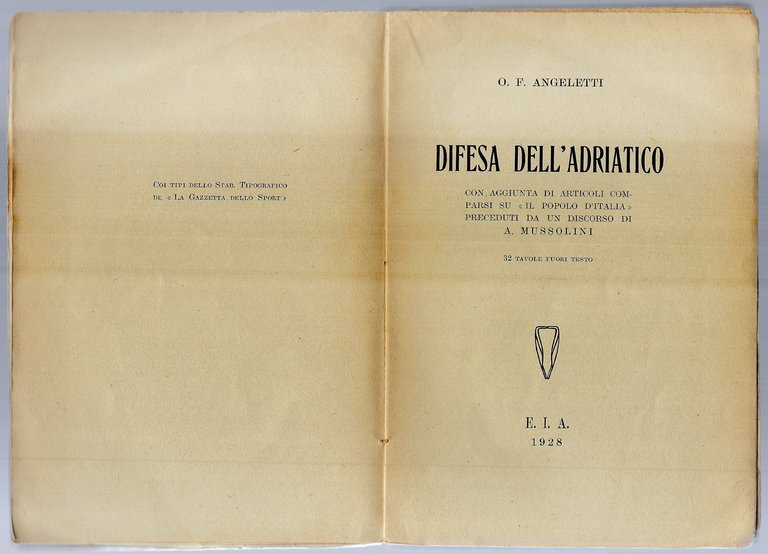 COI TIPI DELLO STAB. TIPOGRAFICO
DE «LA GAZZETTA DELLO SPORT»
O. F. ANGELETTI
DIFESA DELL'ADRIATICO
CON AGGIUNTA DI ARTICOLI COM-
PARSI SU «IL POPOLO D'ITALIA»
PRECEDUTI DA UN DISCORSO DI
A. MUSSOLINI
32 TAVOLE FUORI TESTO
E. I. A.
1928